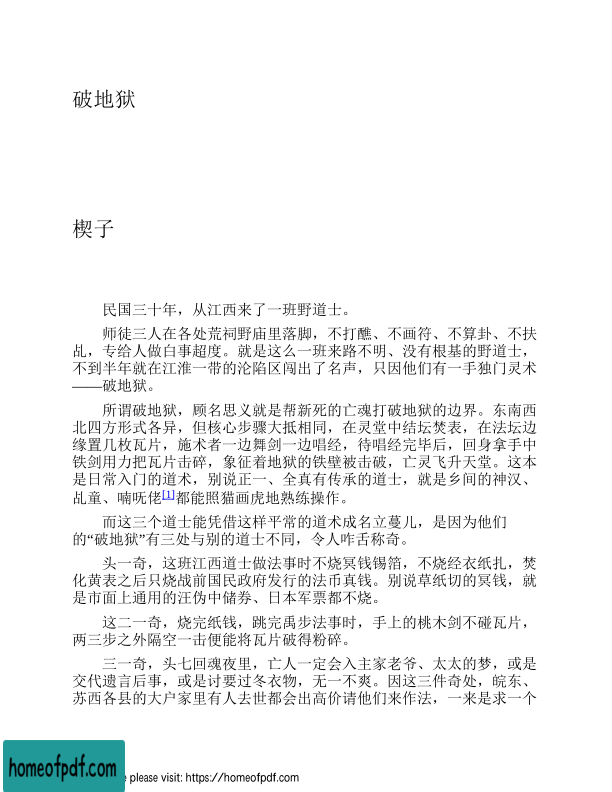 破地狱
楔子
民国三十年，从江西来了一班野道士。
师徒三人在各处荒祠野庙里落脚，不打醮、不画符、不算卦、不扶
乩，专给人做白事超度。就是这么一班来路不明、没有根基的野道士，
不到半年就在江淮一带的沦陷区闯出了名声，只因他们有一手独门灵术
——破地狱。
所谓破地狱，顾名思义就是帮新死的亡魂打破地狱的边界。东南西
北四方形式各异，但核心步骤大抵相同，在灵堂中结坛焚表，在法坛边
缘置几枚瓦片，施术者一边舞剑一边唱经，待唱经完毕后，回身拿手中
铁剑用力把瓦片击碎，象征着地狱的铁壁被击破，亡灵飞升天堂。这本
是日常入门的道术，别说正一、全真有传承的道士，就是乡间的神汉、
乩童、喃呒佬[1]都能照猫画虎地熟练操作。
而这三个道士能凭借这样平常的道术成名立蔓儿，是因为他们
的“破地狱”有三处与别的道士不同，令人咋舌称奇。
头一奇，这班江西道士做法事时不烧冥钱锡箔，不烧经衣纸扎，焚
化黄表之后只烧战前国民政府发行的法币真钱。别说草纸切的冥钱，就
是市面上通用的汪伪中储券、日本军票都不烧。
这二一奇，烧完纸钱，跳完禹步法事时，手上的桃木剑不碰瓦片，
两三步之外隔空一击便能将瓦片破得粉碎。
三一奇，头七回魂夜里，亡人一定会入主家老爷、太太的梦，或是
交代遗言后事，或是讨要过冬衣物，无一不爽。因这三件奇处，皖东、
苏西各县的大户家里有人去世都会出高价请他们来作法，一来是求一个
homeofpdf.com
e please visit: https://homeofpdf.com